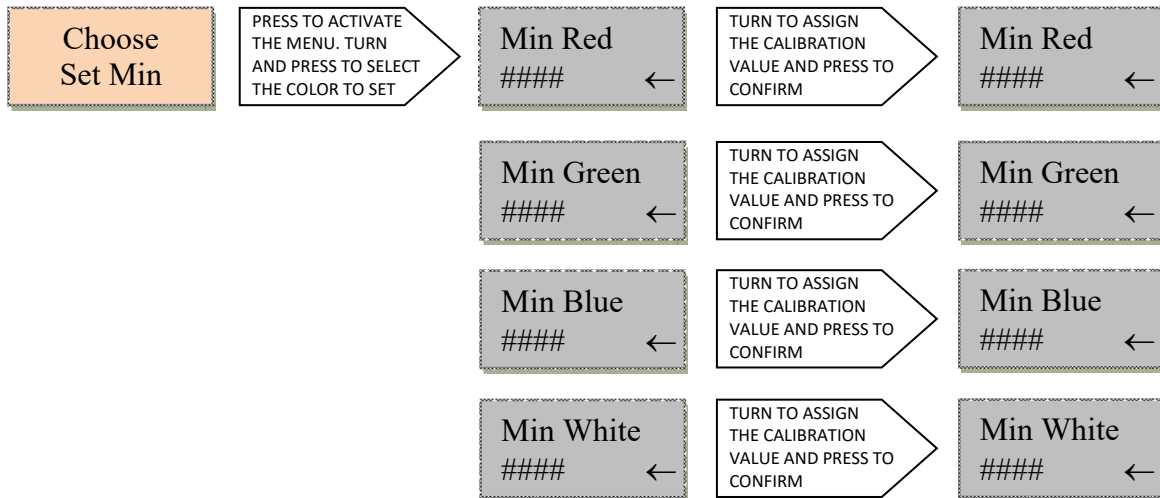 Choose
Set Min
PRESS TO ACTIVATE
THE MENU. TURN
AND PRESS TO SELECT
THE COLOR TO SET
Min Red
#### ←
TURN TO ASSIGN
THE CALIBRATION
VALUE AND PRESS TO
CONFIRM
Min Red
#### ←
Min Green
#### ←
TURN TO ASSIGN
THE CALIBRATION
VALUE AND PRESS TO
CONFIRM
Min Green
#### ←
Min Blue
#### ←
TURN TO ASSIGN
THE CALIBRATION
VALUE AND PRESS TO
CONFIRM
Min Blue
#### ←
Min White
#### ←
TURN TO ASSIGN
THE CALIBRATION
VALUE AND PRESS TO
CONFIRM
Min White
#### ←